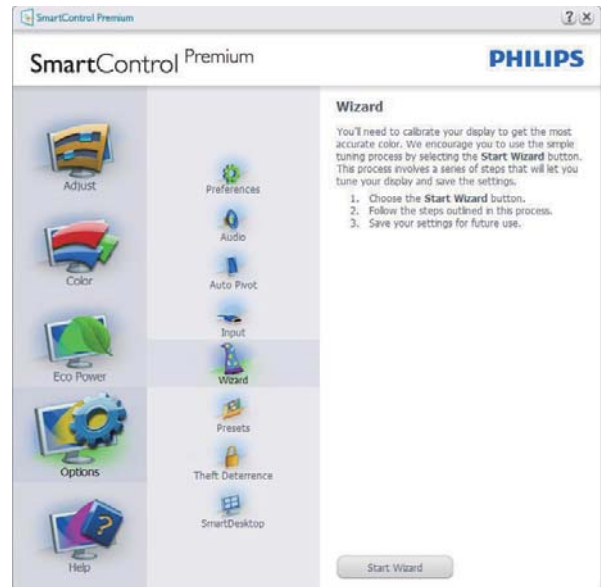 SmartControl Premium
SmartControl Premium
PHILIPS
Adjust
Color
Eco Power
Options
Help
Preferences
Audio
Auto Pivot
Input
Wizard
Presets
Theft Deterrence
SmartDesktop
Wizard
You'll need to calibrate your display to get the most
accurate color. We encourage you to use the simple
tuning process by selecting the Start Wizard button.
This process involves a series of steps that will let you
tune your display and save the settings.
1. Choose the Start Wizard button.
2. Follow the steps outlined in this process.
3. Save your settings for future use.
Start Wizard